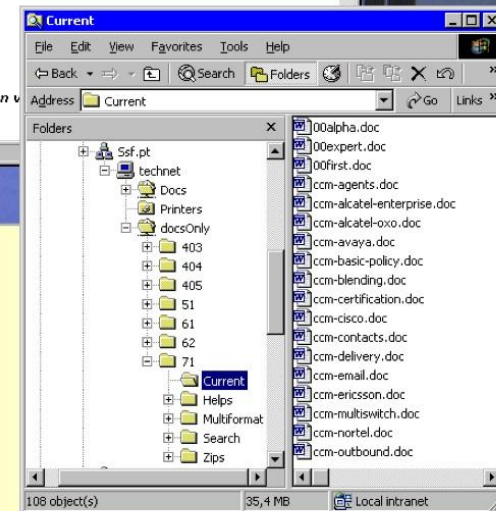 Current
File Edit View Favorites Tools Help
Back Search Folders »
Address Current Go Links »
Folders x
Ssf.pt
technet
Docs
Printers
docsOnly
403
404
405
51
61
62
71
Current
Helps
Multiformat
Search
Zips
00alpha.doc
00expert.doc
00first.doc
ccm-agents.doc
ccm-alcatel-enterprise.doc
ccm-alcatel-oxo.doc
ccm-avaya.doc
ccm-basic-policy.doc
ccm-blending.doc
ccm-certification.doc
ccm-cisco.doc
ccm-contacts.doc
ccm-delivery.doc
ccm-email.doc
ccm-ericsson.doc
ccm-multiswitch.doc
ccm-nortel.doc
ccm-outbound.doc
108 object(s) 35,4 MB Local intranet